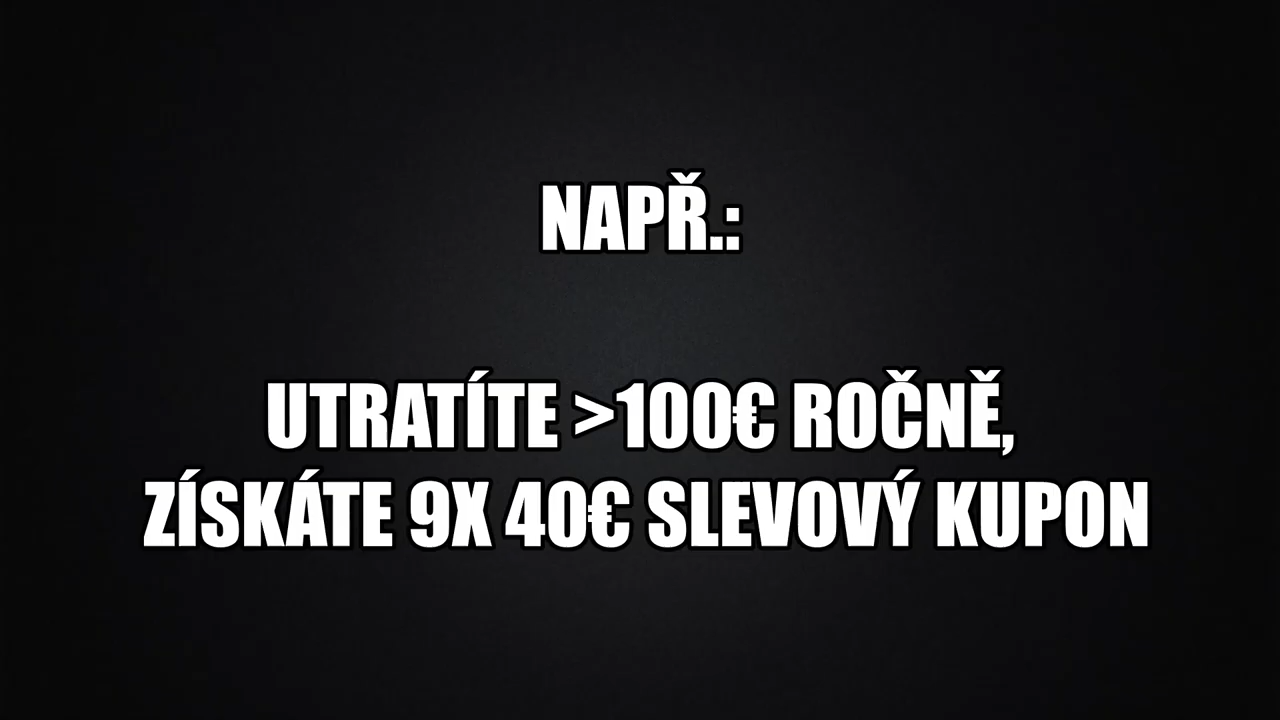 NAPŘ.:
UTRATÍTE >100€ ROČNĚ,
ZÍSKÁTE 9X 40€ SLEVOVÝ KUPON